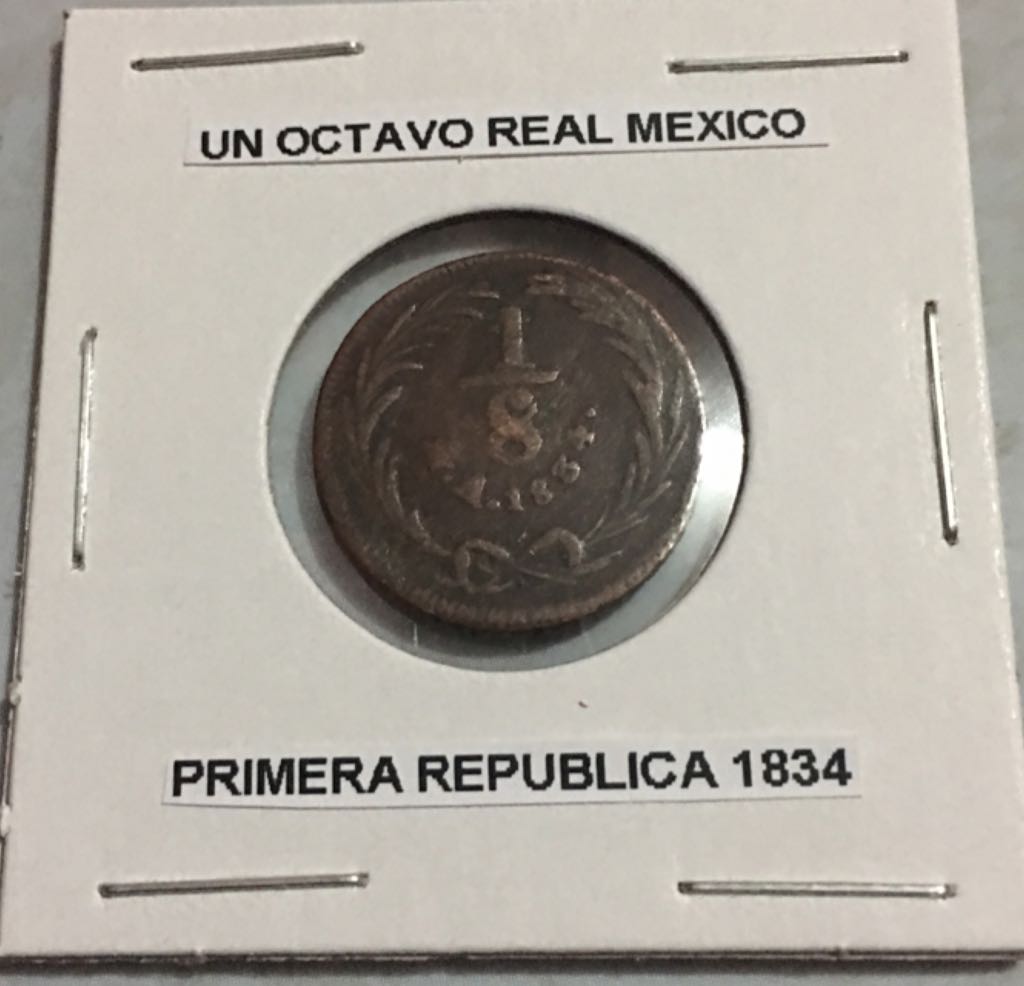 UN OCTAVO REAL MEXICO
1
8
.A.1834.
PRIMERA REPUBLICA 1834